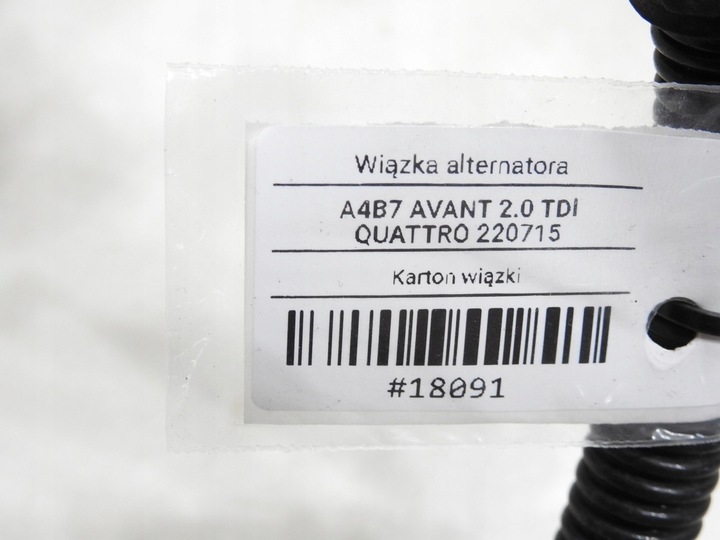 Wiązka alternatora
A4B7 AVANT 2.0 TDI
QUATTRO 220715
Karton wiązki
#18091